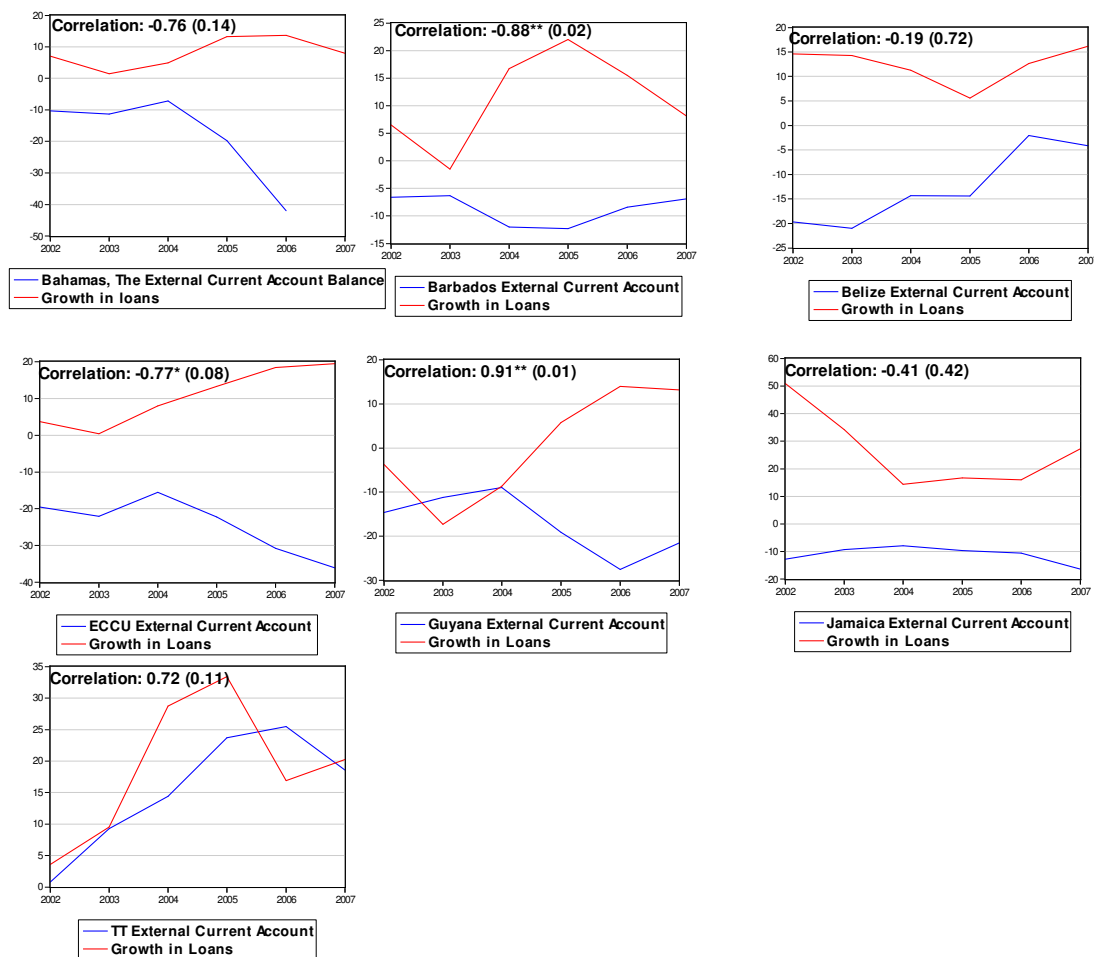 Correlation: -0.76 (0.14)
20
10
0
-10
-20
-30
-40
-50
2002 2003 2004 2005 2006 2007
Bahamas, The External Current Account Balance
Growth in loans
Correlation: -0.88** (0.02)
25
20
15
10
5
0
-5
-10
-15
2002 2003 2004 2005 2006 2007
Barbados External Current Account
Growth in Loans
Correlation: -0.19 (0.72)
20
15
10
5
0
-5
-10
-15
-20
-25
2002 2003 2004 2005 2006 2007
Belize External Current Account
Growth in Loans
Correlation: -0.77* (0.08)
20
10
0
-10
-20
-30
-40
2002 2003 2004 2005 2006 2007
ECCU External Current Account
Growth in Loans
Correlation: 0.91** (0.01)
20
10
0
-10
-20
-30
2002 2003 2004 2005 2006 2007
Guyana External Current Account
Growth in Loans
Correlation: -0.41 (0.42)
60
50
40
30
20
10
0
-10
-20
2002 2003 2004 2005 2006 2007
Jamaica External Current Account
Growth in Loans
Correlation: 0.72 (0.11)
35
30
25
20
15
10
5
0
2002 2003 2004 2005 2006 2007
TT External Current Account
Growth in Loans